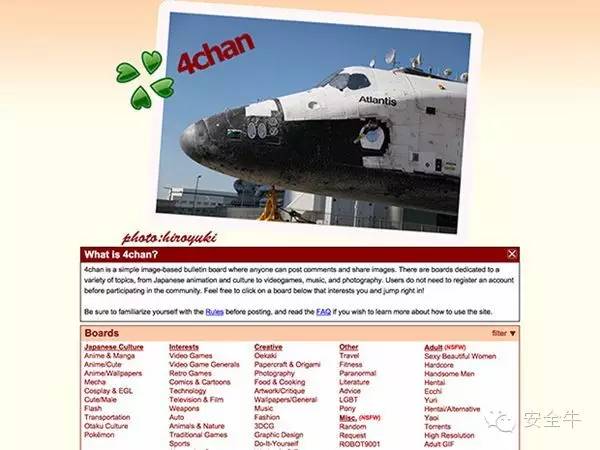 4chan
Atlantis
photo:hiroyuki
What is 4chan?
4chan is a simple image-based bulletin board where anyone can post comments and share images. There are boards dedicated to a
variety of topics, from Japanese animation and culture to videogames, music, and photography. Users do not need to register an account
before participating in the community. Feel free to click on a board below that interests you and jump right in!
Be sure to familiarize yourself with the Rules before posting, and read the FAQ if you wish to learn more about how to use the site.
Boards
filter ▼
Japanese Culture
Anime & Manga
Anime/Cute
Anime/Wallpapers
Mecha
Cosplay & EGL
Cute/Male
Flash
Transportation
Otaku Culture
Pokémon
Interests
Video Games
Video Game Generals
Retro Games
Comics & Cartoons
Technology
Television & Film
Weapons
Auto
Animals & Nature
Traditional Games
Sports
Creative
Oekaki
Papercraft & Origami
Photography
Food & Cooking
Artwork/Critique
Wallpapers/General
Music
Fashion
3DCG
Graphic Design
Do-It-Yourself
Other
Travel
Fitness
Paranormal
Literature
Advice
LGBT
Pony
Misc. (NSFW)
Random
Request
ROBOT9001
Adult (NSFW)
Sexy Beautiful Women
Hardcore
Handsome Men
Hentai
Ecchi
Yuri
Hentai/Alternative
Yaoi
Torrents
High Resolution
Adult GIF
安全牛